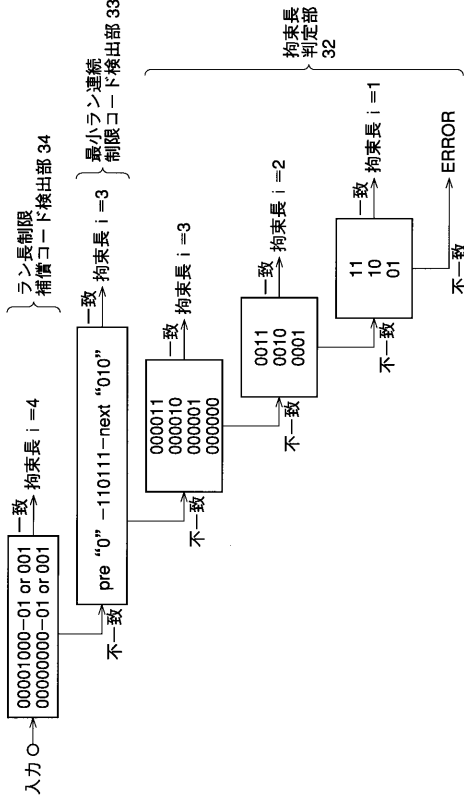 ラン長制限
補償コード検出部 34
入力
00001000−01 or 001
00000000−01 or 001
一致
拘束長 i =4
不一致
最小ラン連続
制限コード検出部 33
pre “0” −110111−next “010”
一致
拘束長 i =3
不一致
拘束長
判定部
32
000011
000010
000001
000000
一致
拘束長 i =3
不一致
0011
0010
0001
一致
拘束長 i =2
不一致
11
10
01
一致
拘束長 i =1
不一致
ERROR